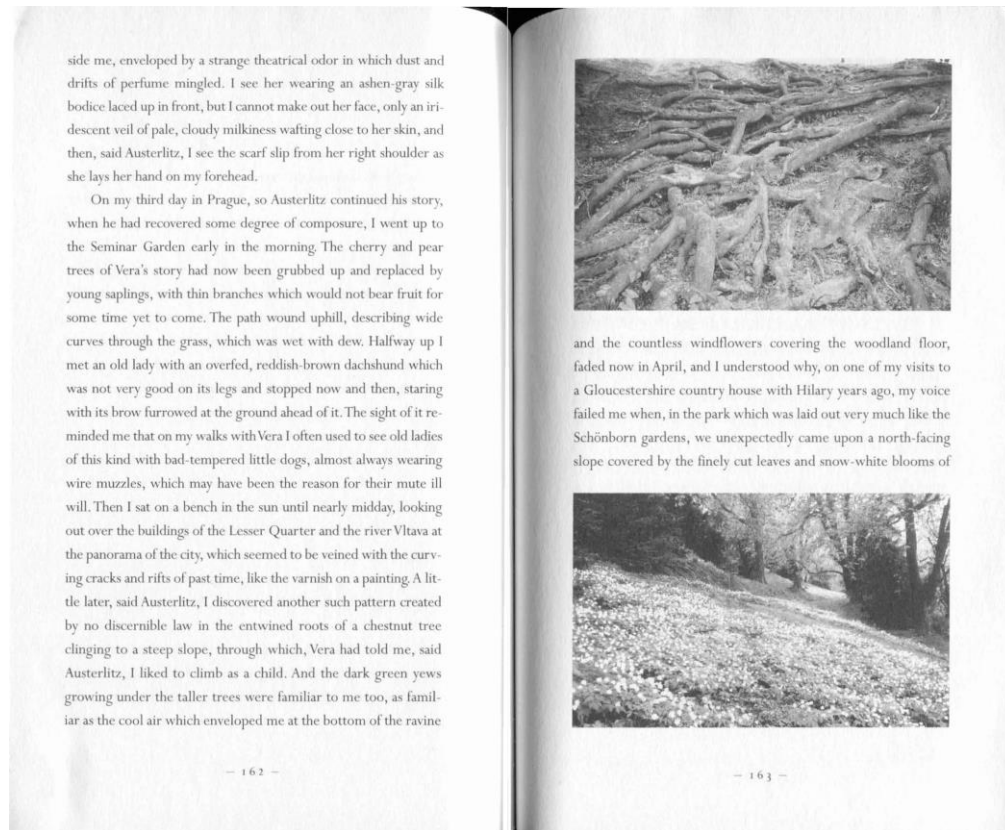 side me, enveloped by a strange theatrical odor in which dust and
drifts of perfume mingled. I see her wearing an ashen-gray silk
bodice laced up in front, but I cannot make out her face, only an iri-
descent veil of pale, cloudy milkiness wafting close to her skin, and
then, said Austerlitz, I see the scarf slip from her right shoulder as
she lays her hand on my forehead.
On my third day in Prague, so Austerlitz continued his story,
when he had recovered some degree of composure, I went up to
the Seminar Garden early in the morning. The cherry and pear
trees of Vera's story had now been grubbed up and replaced by
young saplings, with thin branches which would not bear fruit for
some time yet to come. The path wound uphill, describing wide
curves through the grass, which was wet with dew. Halfway up I
met an old lady with an overfed, reddish-brown dachshund which
was not very good on its legs and stopped now and then, staring
with its brow furrowed at the ground ahead of it. The sight of it re-
minded me that on my walks with Vera I often used to see old ladies
of this kind with bad-tempered little dogs, almost always wearing
wire muzzles, which may have been the reason for their mute ill
will. Then I sat on a bench in the sun until nearly midday, looking
out over the buildings of the Lesser Quarter and the river Vltava at
the panorama of the city, which seemed to be veined with the curv-
ing cracks and rifts of past time, like the varnish on a painting. A lit-
tle later, said Austerlitz, I discovered another such pattern created
by no discernible law in the entwined roots of a chestnut tree
clinging to a steep slope, through which, Vera had told me, said
Austerlitz, I liked to climb as a child. And the dark green yews
growing under the taller trees were familiar to me too, as famil-
iar as the cool air which enveloped me at the bottom of the ravine
– 162 –
and the countless windflowers covering the woodland floor,
faded now in April, and I understood why, on one of my visits to
a Gloucestershire country house with Hilary years ago, my voice
failed me when, in the park which was laid out very much like the
Schönborn gardens, we unexpectedly came upon a north-facing
slope covered by the finely cut leaves and snow-white blooms of
– 163 –